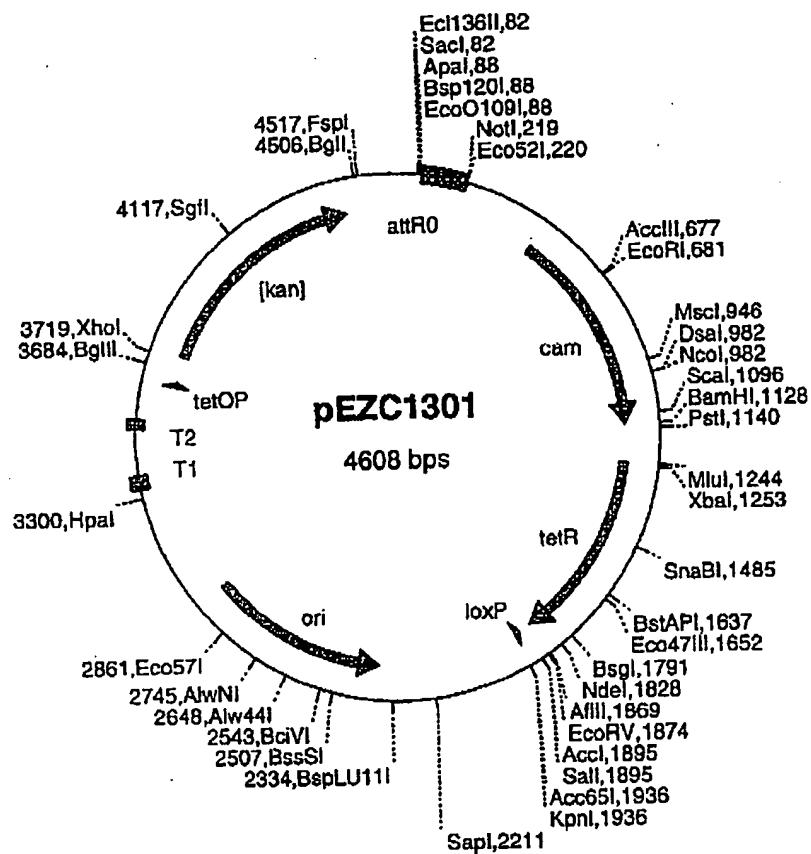 Ecl136II,82
SacI,82
ApaI,88
Bsp120I,88
EcoO109I,88
NotI,219
Eco52I,220
4517,FspI
4506,BglI
4117,SgfI
attR0
AccIII,677
EcoRI,681
[kan]
cam
MscI,946
DsaI,982
NcoI,982
ScaI,1096
BamHI,1128
PstI,1140
3719,XhoI
3684,BglII
tetOP
pEZC1301
4608 bps
T2
T1
MluI,1244
XbaI,1253
3300,HpaI
tetR
SnaBI,1485
loxP
ori
BstAPI,1637
Eco47III,1652
BsgI,1791
NdeI,1828
AflII,1869
EcoRV,1874
AccI,1895
SalI,1895
Acc65I,1936
KpnI,1936
2861,Eco57I
2745,AlwNI
2648,Alw44I
2543,BciVI
2507,BssSI
2334,BspLU11I
SapI,2211